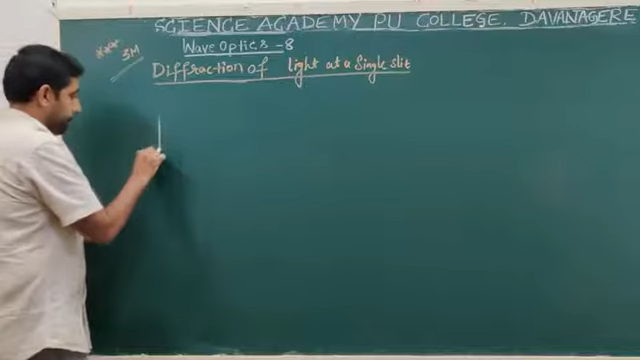 SCIENCE ACADEMY PU COLLEGE, DAVANAGERE
Wave Optics - 8
*** 3M
Diffraction of light at a Single slit